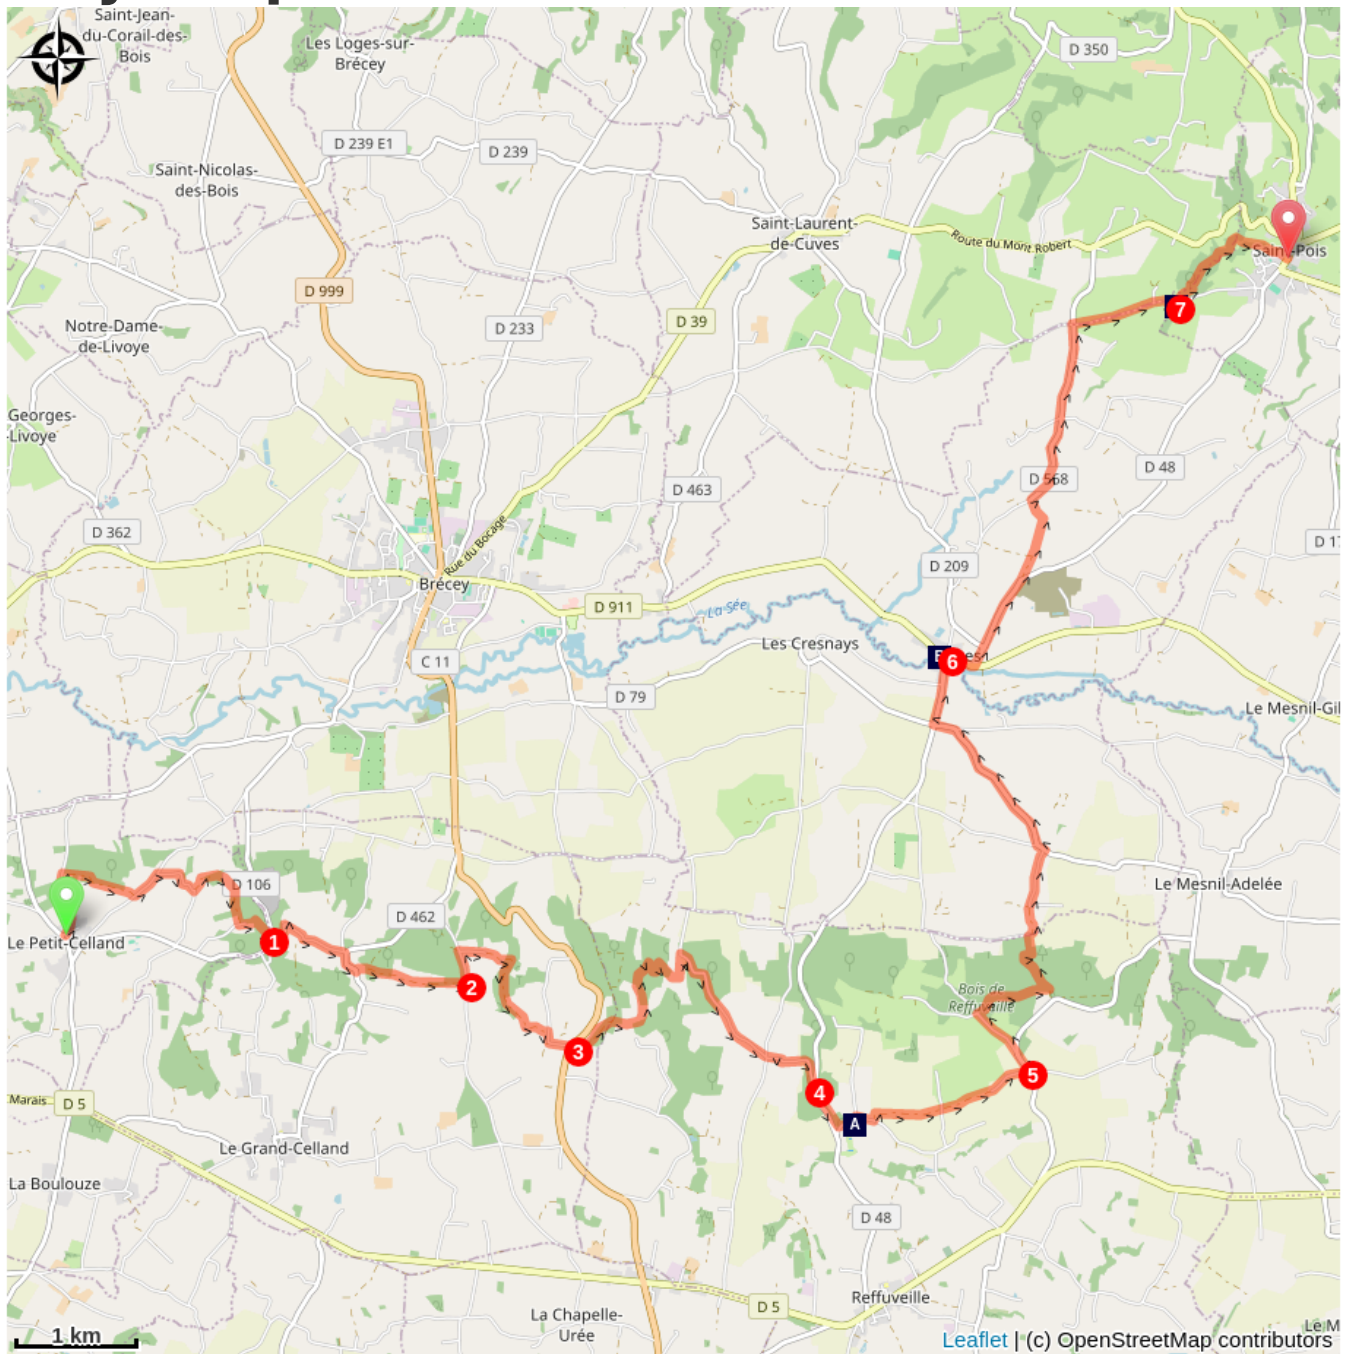 Saint-Jean-
du-Corail-des-
Bois
Les Loges-sur-
Brécey
D 350
D 239 E1
D 239
Saint-Nicolas-
des-Bois
Saint-Laurent-
de-Cuves
Route du Mont Robert
Saint-Pois
D 999
7
Notre-Dame-
de-Livoye
D 233
D 39
Georges-
-Livoye
D 48
D 463
D 568
D 362
Rue du Bocage
D 17
D 209
Brécey
D 911
La Sée
Les Cresnays
6
C 11
D 79
Le Mesnil-Gil
D 106
Le Mesnil-Adelée
D 462
Le Petit-Celland
1
2
Bois de
Reffuveille
3
5
4
Marais
D 5
A
Le Grand-Celland
La Boulouze
D 48
Reffuveille
D 5
La Chapelle-
Urée
Le M
1 km
Leaflet | (c) OpenStreetMap contributors